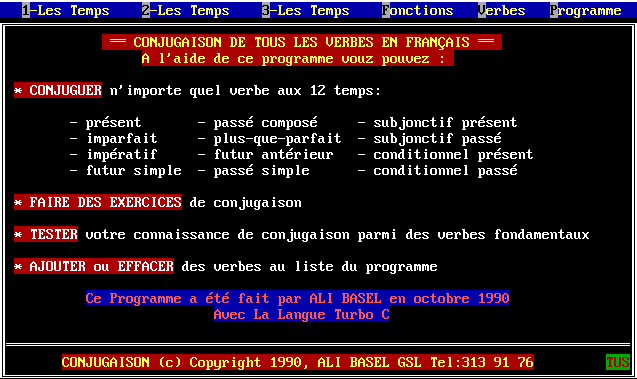 1-Les Temps 2-Les Temps 3-Les Temps Fonctions Verbes Programme
== CONJUGAISON DE TOUS LES VERBES EN FRANÇAIS ==
A l'aide de ce programme vouz pouvez :
* CONJUGUER n'importe quel verbe aux 12 temps:
- présent - passé composé - subjonctif présent
- imparfait - plus-que-parfait - subjonctif passé
- impératif - futur antérieur - conditionnel présent
- futur simple - passé simple - conditionnel passé
* FAIRE DES EXERCICES de conjugaison
* TESTER votre connaissance de conjugaison parmi des verbes fondamentaux
* AJOUTER ou EFFACER des verbes au liste du programme
Ce Programme a été fait par ALI BASEL en octobre 1990
Avec La Langue Turbo C
CONJUGAISON (c) Copyright 1990, ALI BASEL GSL Tel:313 91 76 TUS